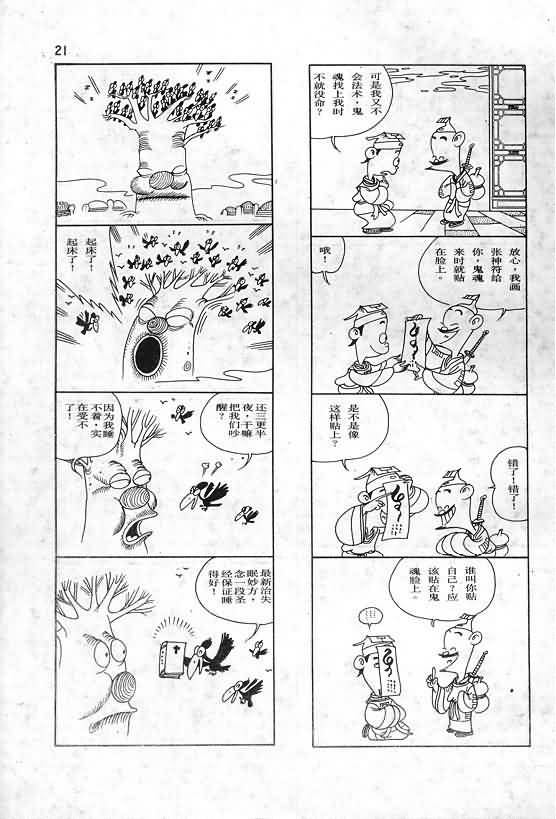 21
可是我又不
会法术，鬼
魂找上我时
不就没命？
放心，我画
张神符给
你，鬼魂
来时就贴
在脸上。
哦！
是不是像
这样贴上？
错了！错了！
谁叫你贴
自己？应
该贴在鬼
魂脸上。
z z z
z z z
起床了！
起床了！
还三更半
夜，干嘛
把我们吵
醒？
因为我睡
不着，实
在受不
了！
最新治失
眠妙方，
念一段圣
经保证睡
得好！